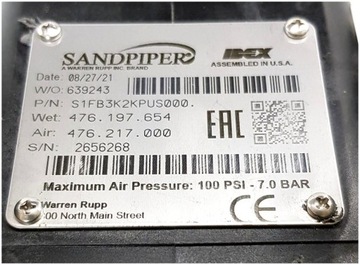 SANDPIPER
A WARREN RUPP INC. BRAND
IDEX
ASSEMBLED IN U.S.A.
Date: 08/27/21
W/O: 639243
P/N: S1FB3K2KPUS000.
Wet: 476.197.654
Air: 476.217.000
S/N: 2656268
EAC
Maximum Air Pressure: 100 PSI - 7.0 BAR
Warren Rupp
00 North Main Street
CE